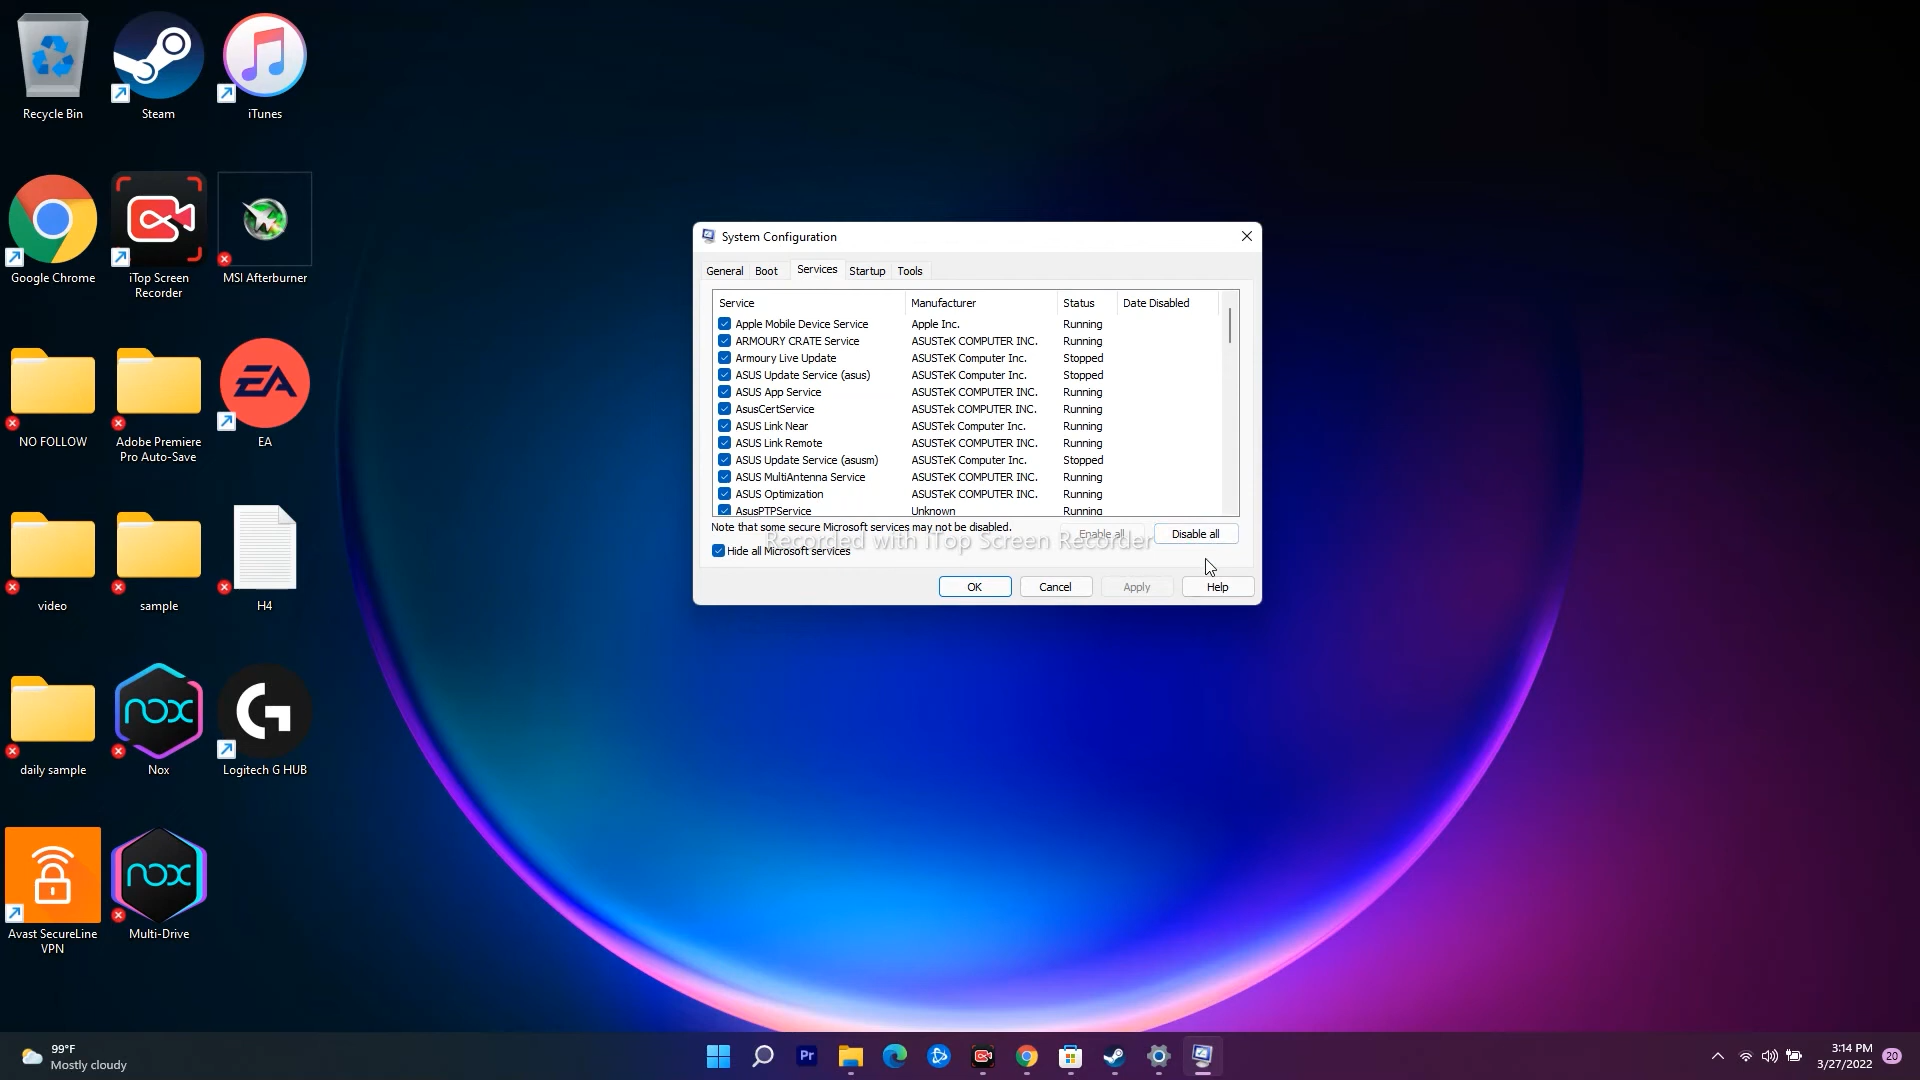 Recycle Bin
Steam
iTunes
Google Chrome
iTop Screen
Recorder
MSI Afterburner
NO FOLLOW
Adobe Premiere
Pro Auto-Save
EA
EA
video
sample
H4
daily sample
nox
Nox
G
Logitech G HUB
Avast SecureLine
VPN
nox
Multi-Drive
System Configuration
General Boot Services Startup Tools
Service Manufacturer Status Date Disabled
Apple Mobile Device Service Apple Inc. Running
ARMOURY CRATE Service ASUSTeK COMPUTER INC. Running
Armoury Live Update ASUSTeK Computer Inc. Stopped
ASUS Update Service (asus) ASUSTeK Computer Inc. Stopped
ASUS App Service ASUSTeK COMPUTER INC. Running
AsusCertService ASUSTek COMPUTER INC. Running
ASUS Link Near ASUSTek Computer Inc. Running
ASUS Link Remote ASUSTeK COMPUTER INC. Running
ASUS Update Service (asusm) ASUSTeK Computer Inc. Stopped
ASUS MultiAntenna Service ASUSTeK COMPUTER INC. Running
ASUS Optimization ASUSTeK COMPUTER INC. Running
AsusPTPService Unknown Running
Note that some secure Microsoft services may not be disabled.
Enable all Disable all
Recorded with iTop Screen Recorder
Hide all Microsoft services
OK Cancel Apply Help
99°F
Mostly cloudy
Pr
3:14 PM
3/27/2022
20